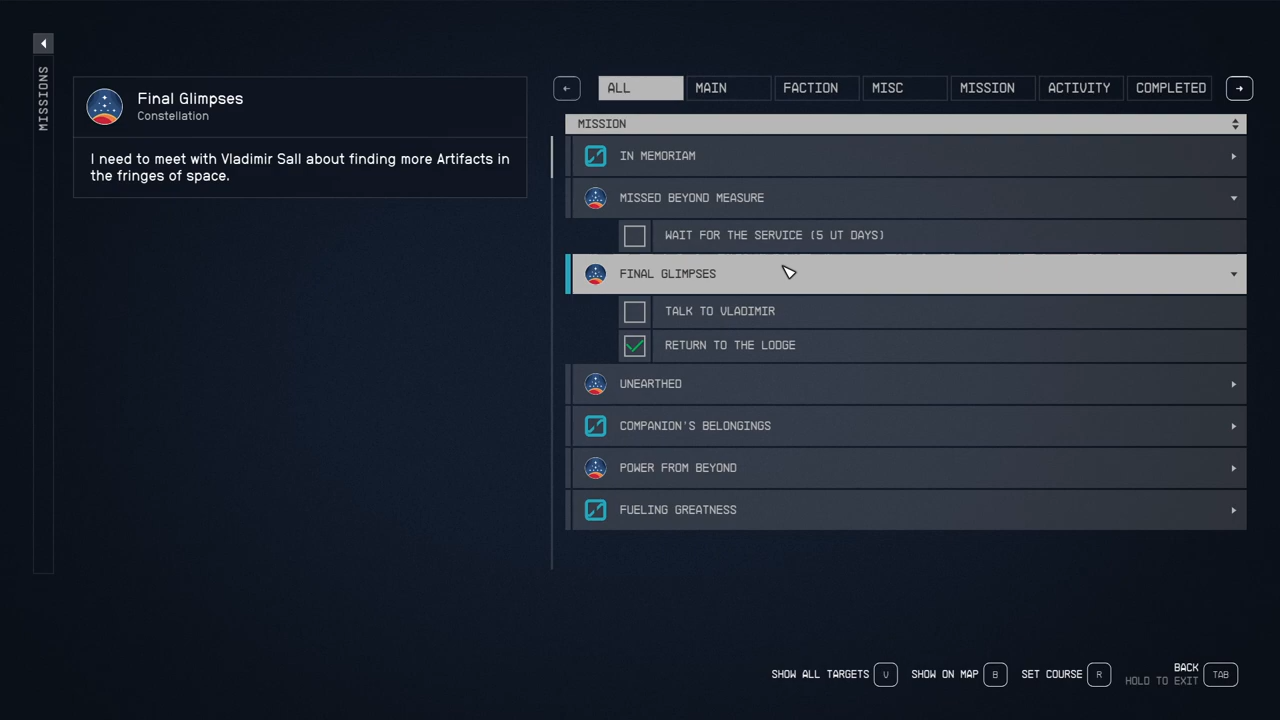 MISSIONS
Final Glimpses
Constellation
I need to meet with Vladimir Sall about finding more Artifacts in
the fringes of space.
ALL
MAIN
FACTION
MISC
MISSION
ACTIVITY
COMPLETED
MISSION
IN MEMORIAM
MISSED BEYOND MEASURE
WAIT FOR THE SERVICE (5 UT DAYS)
FINAL GLIMPSES
TALK TO VLADIMIR
RETURN TO THE LODGE
UNEARTHED
COMPANION'S BELONGINGS
POWER FROM BEYOND
FUELING GREATNESS
SHOW ALL TARGETS V
SHOW ON MAP B
SET COURSE R
BACK
HOLD TO EXIT
TAB